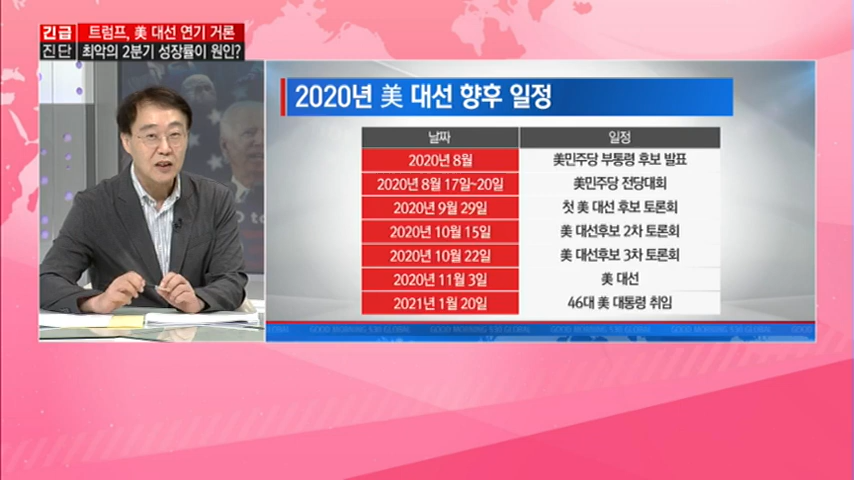 긴급
진단
트럼프, 美 대선 연기 거론
최악의 2분기 성장률이 원인?
2020년 美 대선 향후 일정
날짜 일정
2020년 8월 美민주당 부통령 후보 발표
2020년 8월 17일~20일 美민주당 전당대회
2020년 9월 29일 첫 美 대선 후보 토론회
2020년 10월 15일 美 대선후보 2차 토론회
2020년 10월 22일 美 대선후보 3차 토론회
2020년 11월 3일 美 대선
2021년 1월 20일 46대 美 대통령 취임
GLOBAL GOOD MORNING 530 GLOBAL GOOD MORNING 530 GLOBAL